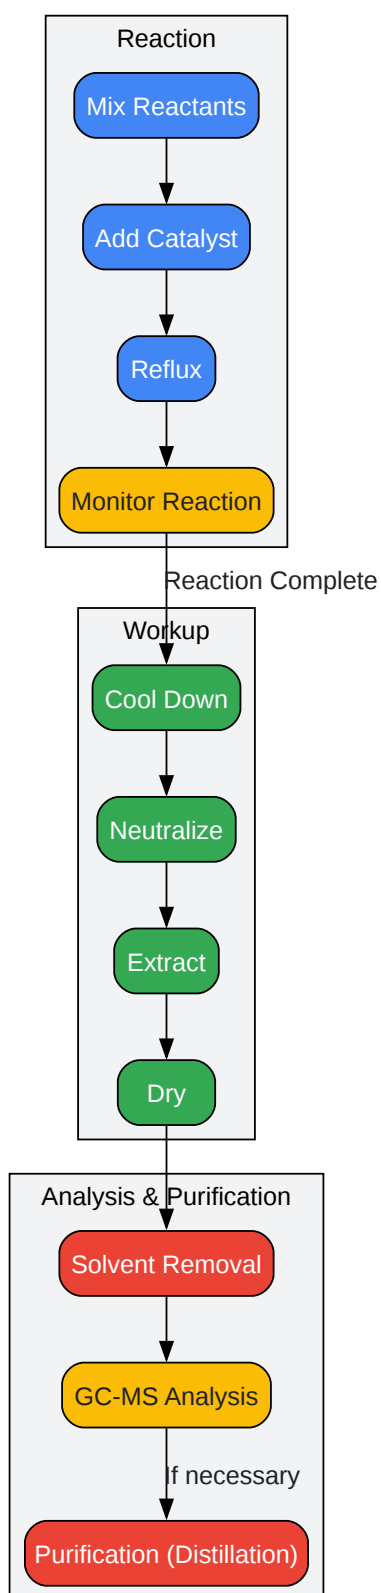 Reaction
Mix Reactants
Add Catalyst
Reflux
Monitor Reaction
Reaction Complete
Workup
Cool Down
Neutralize
Extract
Dry
Analysis & Purification
Solvent Removal
GC-MS Analysis
If necessary
Purification (Distillation)